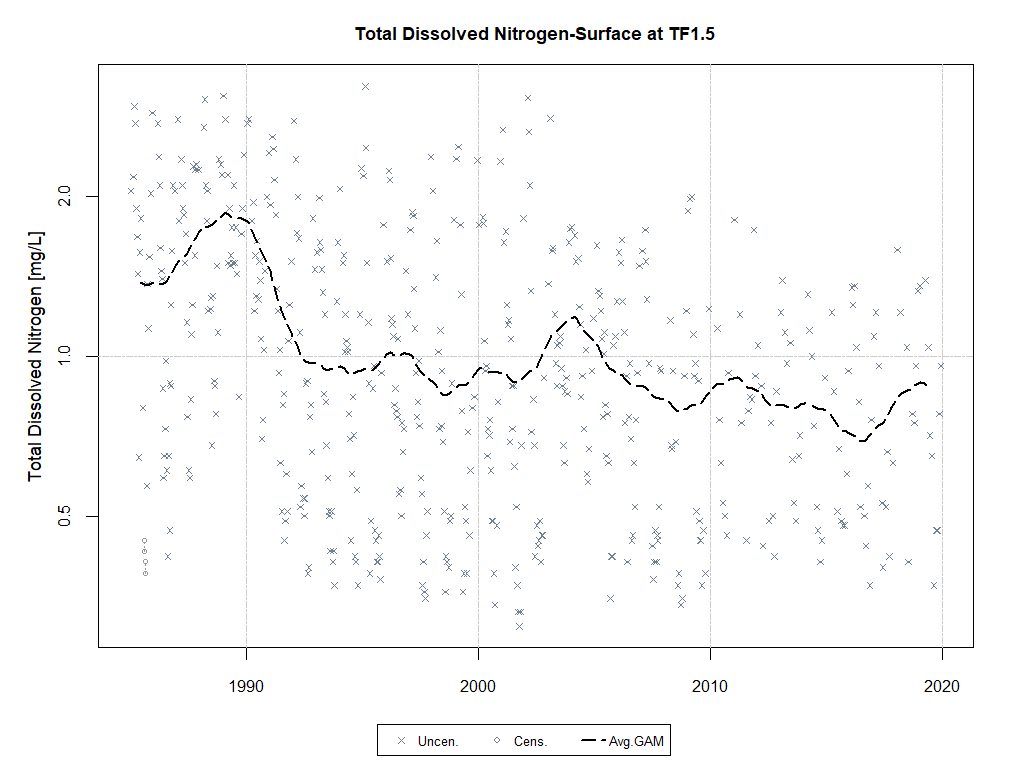 Total Dissolved Nitrogen-Surface at TF1.5
Total Dissolved Nitrogen [mg/L]
2.0
1.0
0.5
1990 2000 2010 2020
Uncen. Cens. Avg.GAM